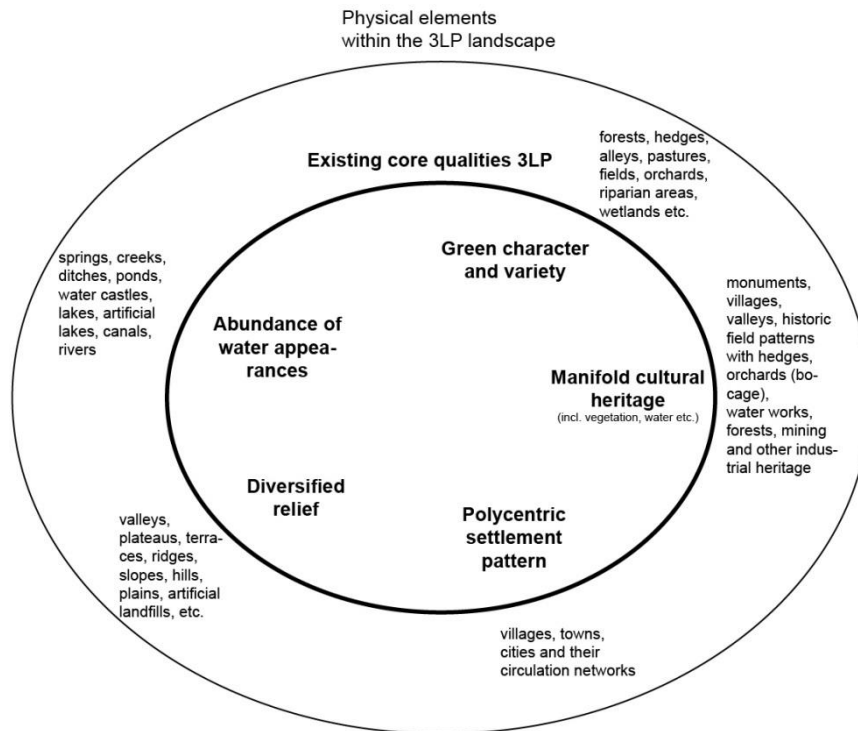 Physical elements
within the 3LP landscape
Existing core qualities 3LP
forests, hedges,
alleys, pastures,
fields, orchards,
riparian areas,
wetlands etc.
Green character
and variety
springs, creeks,
ditches, ponds,
water castles,
lakes, artificial
lakes, canals,
rivers
Abundance of
water appea-
rances
monuments,
villages,
valleys, historic
field patterns
with hedges,
orchards (bo-
cage),
water works,
forests, mining
and other indus-
trial heritage
Manifold cultural
heritage
(incl. vegetation, water etc.)
Diversified
relief
Polycentric
settlement
pattern
valleys,
plateaus, terra-
ces, ridges,
slopes, hills,
plains, artificial
landfills, etc.
villages, towns,
cities and their
circulation networks